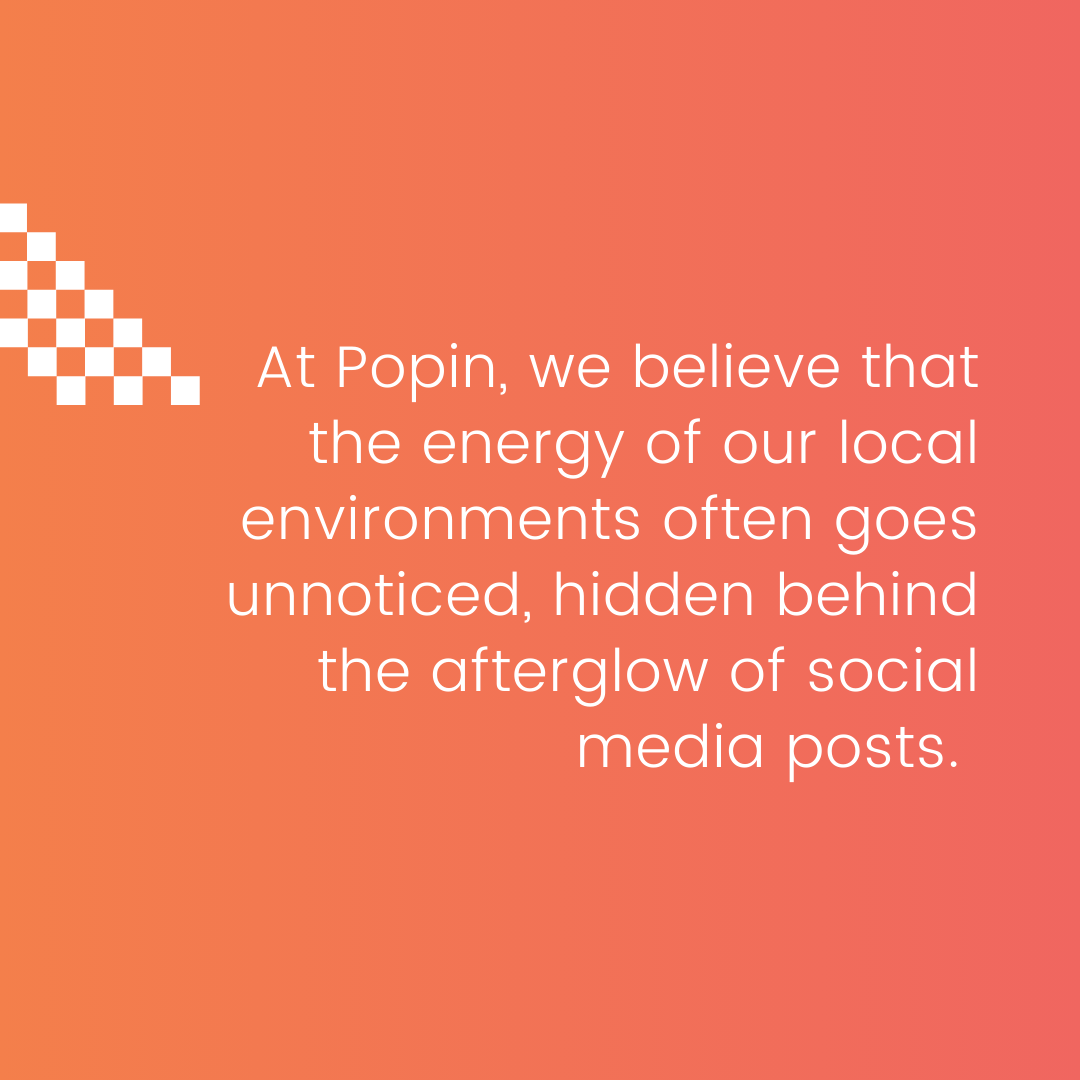 At Popin, we believe that
the energy of our local
environments often goes
unnoticed, hidden behind
the afterglow of social
media posts.